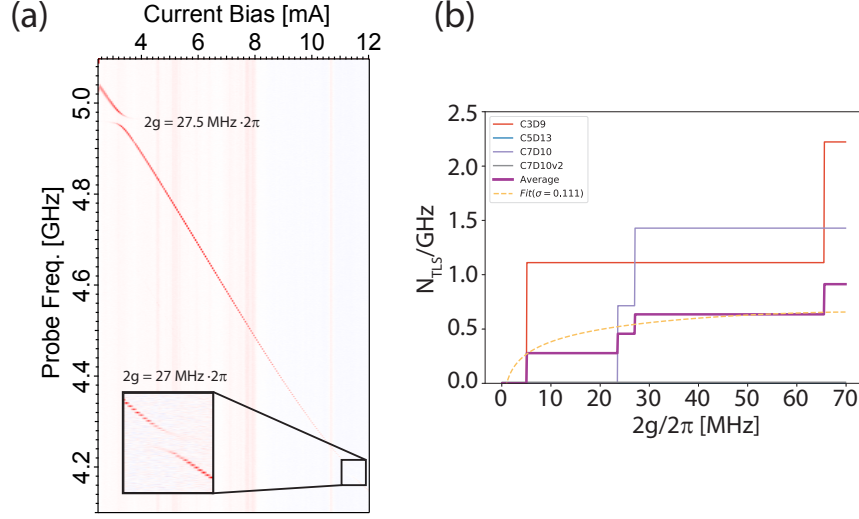 (a)
Current Bias [mA]
4 6 8 10 12
Probe Freq. [GHz]
5.0
4.8
4.6
4.4
4.2
2g = 27.5 MHz·2π
2g = 27 MHz·2π
(b)
N_TLS/GHz
2.5
2.0
1.5
1.0
0.5
0.0
C3D9
C5D13
C7D10
C7D10v2
Average
Fit(σ = 0.111)
0 10 20 30 40 50 60 70
2g/2π [MHz]